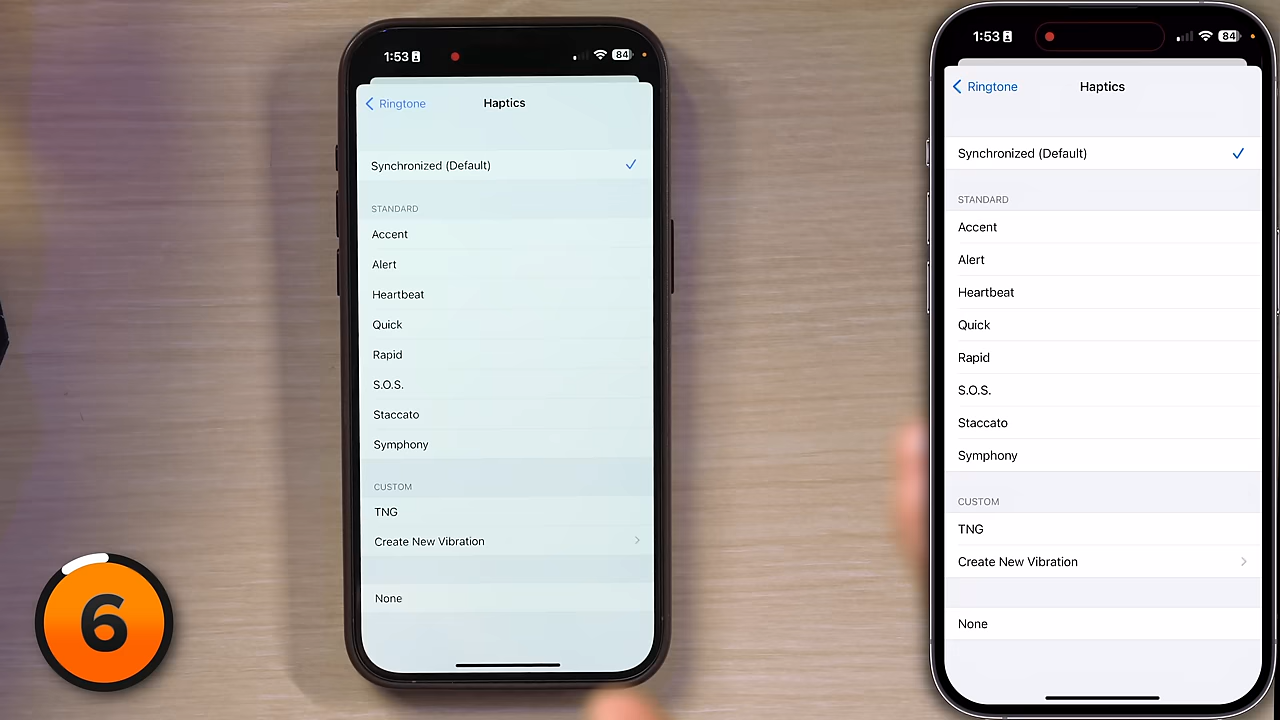 1:53
84
Ringtone
Haptics
Synchronized (Default)
STANDARD
Accent
Alert
Heartbeat
Quick
Rapid
S.O.S.
Staccato
Symphony
CUSTOM
TNG
Create New Vibration
None
6
1:53
84
Ringtone
Haptics
Synchronized (Default)
STANDARD
Accent
Alert
Heartbeat
Quick
Rapid
S.O.S.
Staccato
Symphony
CUSTOM
TNG
Create New Vibration
None